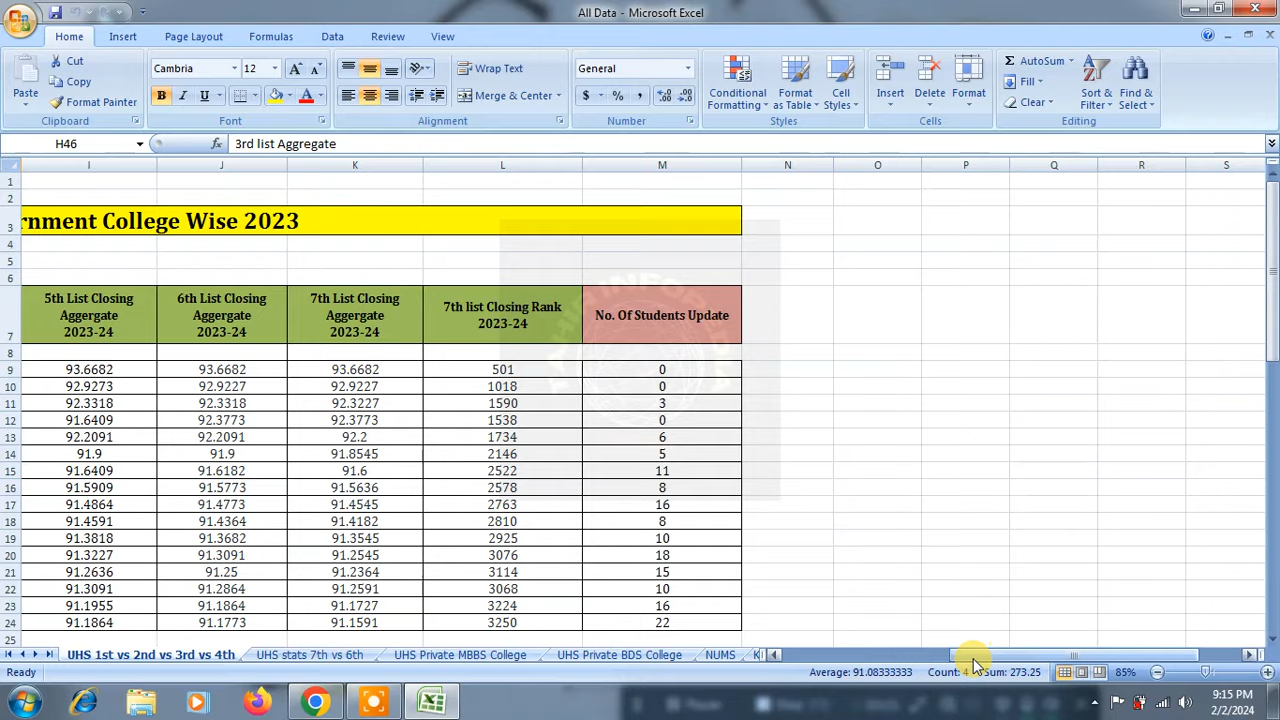 All Data - Microsoft Excel
Home Insert Page Layout Formulas Data Review View
Cut
Copy
Format Painter
Paste
Clipboard
Cambria 12
B I U
Font
Wrap Text
Merge & Center
Alignment
General
$ % ,
Number
Conditional Formatting
Format as Table
Cell Styles
Styles
Insert Delete Format
Cells
AutoSum
Fill
Clear
Sort & Filter
Find & Select
Editing
H46 fx 3rd list Aggregate
I J K L M N O P Q R S
1
2
3 rnment College Wise 2023
4
5
6
7 5th List Closing Aggergate 2023-24 6th List Closing Aggergate 2023-24 7th List Closing Aggergate 2023-24 7th list Closing Rank 2023-24 No. Of Students Update
8
9 93.6682 93.6682 93.6682 501 0
10 92.9273 92.9227 92.9227 1018 0
11 92.3318 92.3318 92.3227 1590 3
12 91.6409 92.3773 92.3773 1538 0
13 92.2091 92.2091 92.2 1734 6
14 91.9 91.9 91.8545 2146 5
15 91.6409 91.6182 91.6 2522 11
16 91.5909 91.5773 91.5636 2578 8
17 91.4864 91.4773 91.4545 2763 16
18 91.4591 91.4364 91.4182 2810 8
19 91.3818 91.3682 91.3545 2925 10
20 91.3227 91.3091 91.2545 3076 18
21 91.2636 91.25 91.2364 3114 15
22 91.3091 91.2864 91.2591 3068 10
23 91.1955 91.1864 91.1727 3224 16
24 91.1864 91.1773 91.1591 3250 22
25
UHS 1st vs 2nd vs 3rd vs 4th UHS stats 7th vs 6th UHS Private MBBS College UHS Private BDS College NUMS
Ready Average: 91.08333333 Count: 4 Sum: 273.25 85%
9:15 PM
2/2/2024